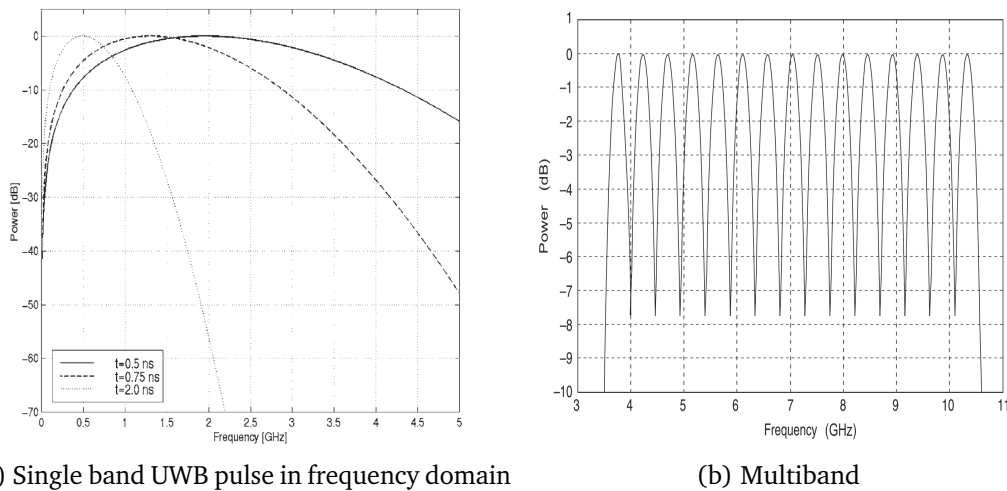 0
−10
−20
−30
−40
−50
−60
−70
Power [dB]
t=0.5 ns
t=0.75 ns
t=2.0 ns
0 0.5 1 1.5 2 2.5 3 3.5 4 4.5 5
Frequency [GHz]
) Single band UWB pulse in frequency domain
1
0
−1
−2
−3
−4
−5
−6
−7
−8
−9
−10
Power (dB)
3 4 5 6 7 8 9 10 11
Frequency (GHz)
(b) Multiband